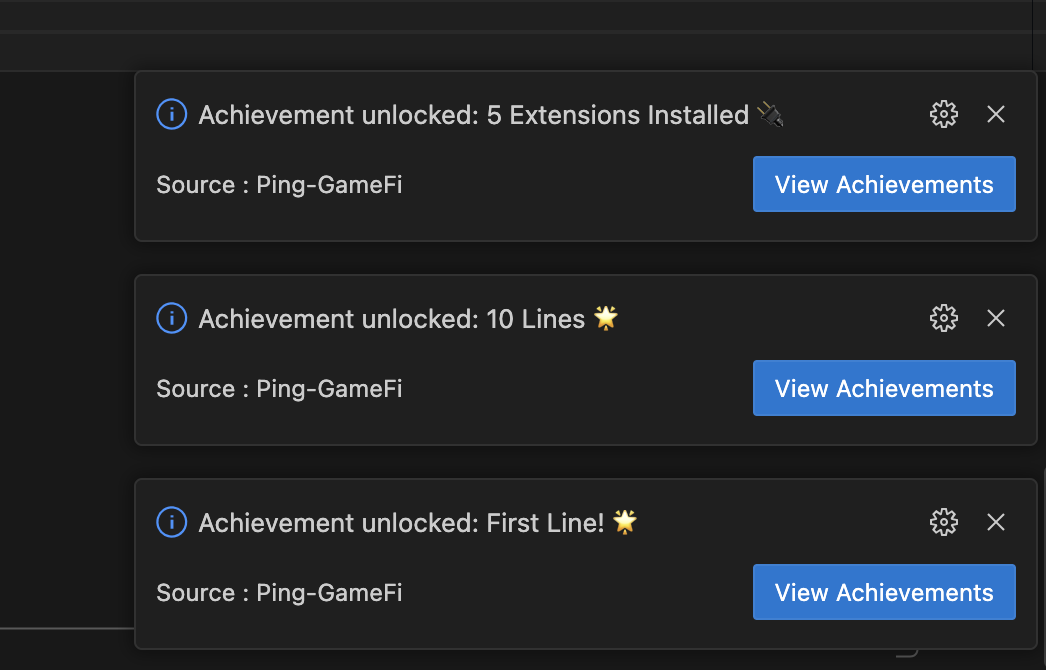 Achievement unlocked: 5 Extensions Installed 🔌
Source : Ping-GameFi
View Achievements
Achievement unlocked: 10 Lines 🌟
Source : Ping-GameFi
View Achievements
Achievement unlocked: First Line! 🌟
Source : Ping-GameFi
View Achievements